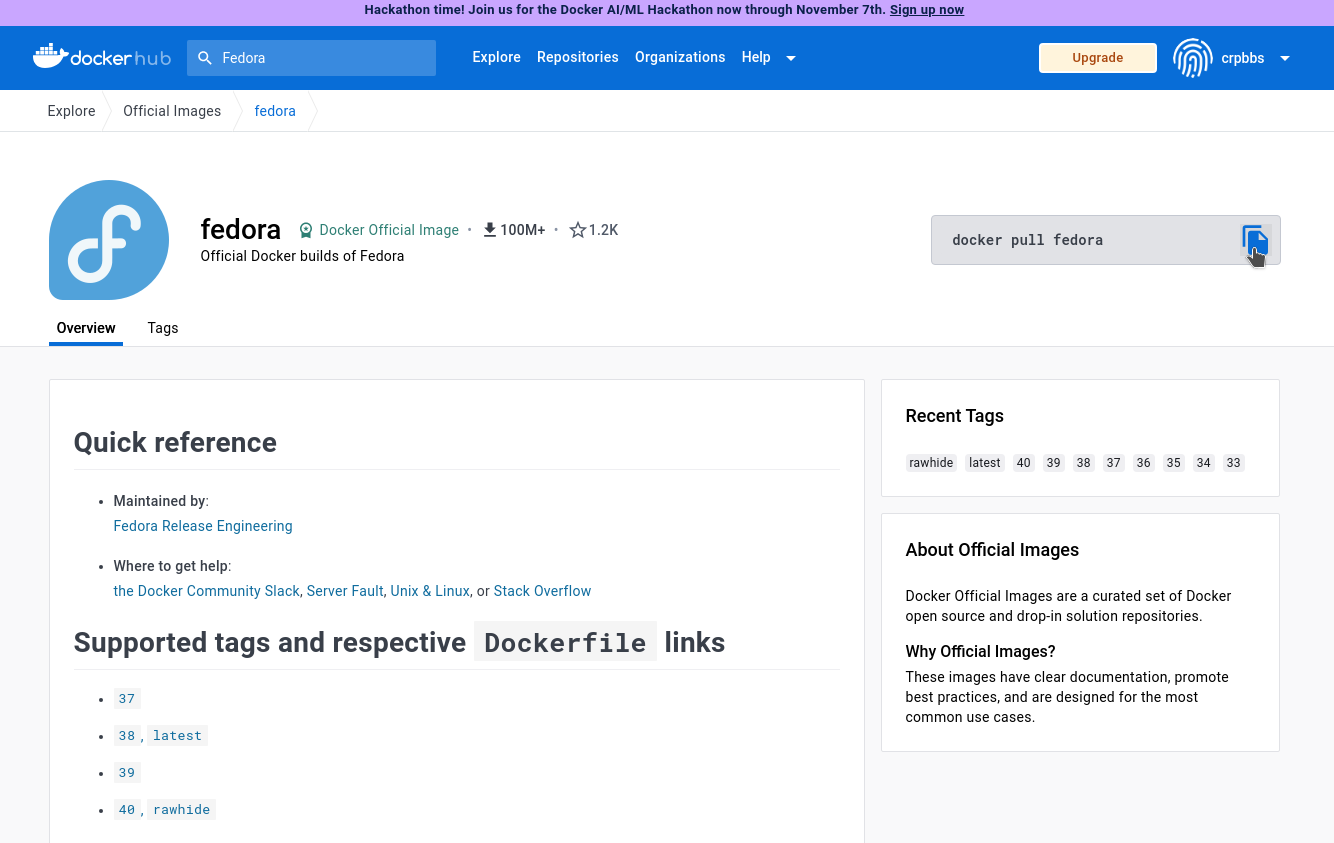 Hackathon time! Join us for the Docker AI/ML Hackathon now through November 7th. Sign up now
dockerhub Fedora Explore Repositories Organizations Help Upgrade crpbbs
Explore Official Images fedora
fedora Docker Official Image • 100M+ • 1.2K
Official Docker builds of Fedora
docker pull fedora
Overview Tags
Quick reference
• Maintained by:
Fedora Release Engineering
• Where to get help:
the Docker Community Slack, Server Fault, Unix & Linux, or Stack Overflow
Supported tags and respective Dockerfile links
• 37
• 38, latest
• 39
• 40, rawhide
Recent Tags
rawhide latest 40 39 38 37 36 35 34 33
About Official Images
Docker Official Images are a curated set of Docker
open source and drop-in solution repositories.
Why Official Images?
These images have clear documentation, promote
best practices, and are designed for the most
common use cases.